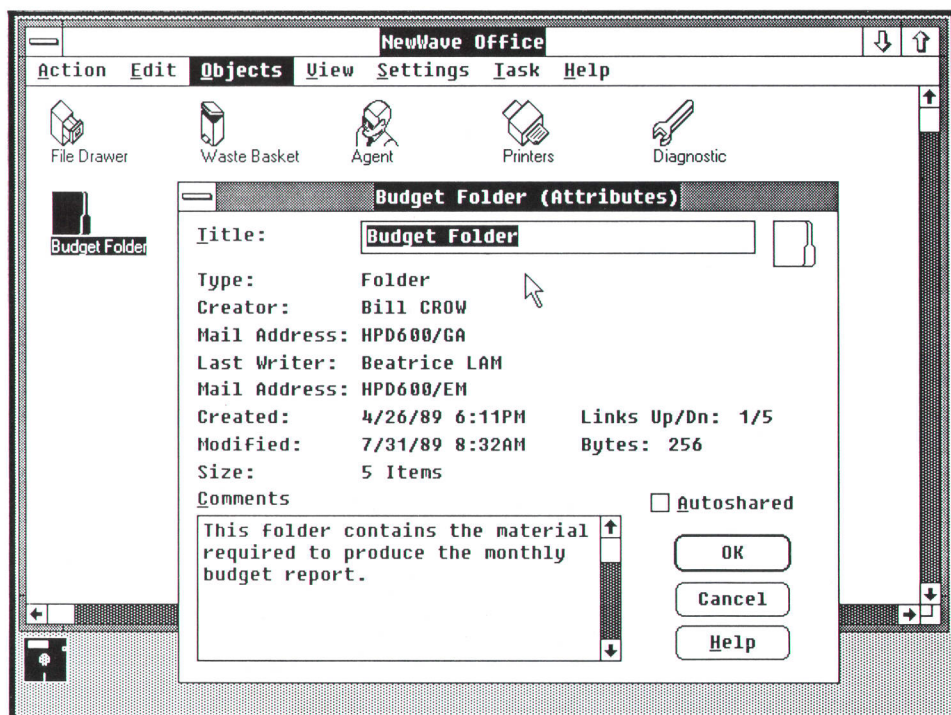 NewWave Office
Action Edit Objects View Settings Task Help
File Drawer Waste Basket Agent Printers Diagnostic
Budget Folder
Budget Folder (Attributes)
Title: Budget Folder
Type: Folder
Creator: Bill CROW
Mail Address: HPD600/GA
Last Writer: Beatrice LAM
Mail Address: HPD600/EM
Created: 4/26/89 6:11PM Links Up/Dn: 1/5
Modified: 7/31/89 8:32AM Bytes: 256
Size: 5 Items
Comments
Autoshared
This folder contains the material
required to produce the monthly
budget report.
OK
Cancel
Help